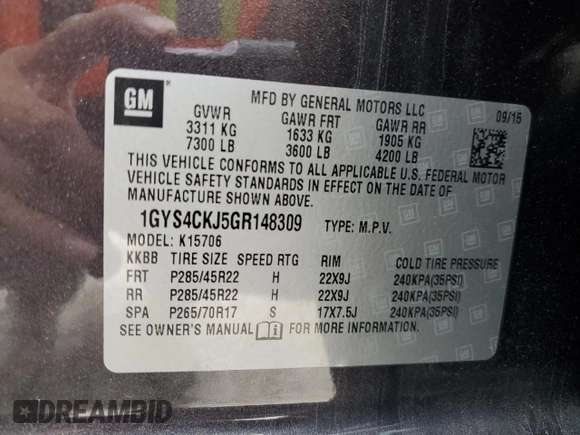 GM
MFD BY GENERAL MOTORS LLC
09/15
GVWR GAWR FRT GAWR RR
3311 KG 1633 KG 1905 KG
7300 LB 3600 LB 4200 LB
THIS VEHICLE CONFORMS TO ALL APPLICABLE U.S. FEDERAL MOTOR
VEHICLE SAFETY STANDARDS IN EFFECT ON THE DATE OF
MANUFACTURE SHOWN ABOVE.
1GYS4CKJ5GR148309 TYPE: M.P.V.
MODEL: K15706
KKBB TIRE SIZE SPEED RTG RIM COLD TIRE PRESSURE
FRT P285/45R22 H 22X9J 240KPA(35PSI)
RR P285/45R22 H 22X9J 240KPA(35PSI)
SPA P265/70R17 S 17X7.5J 240KPA(35PSI)
SEE OWNER'S MANUAL FOR MORE INFORMATION.
DREAMBID